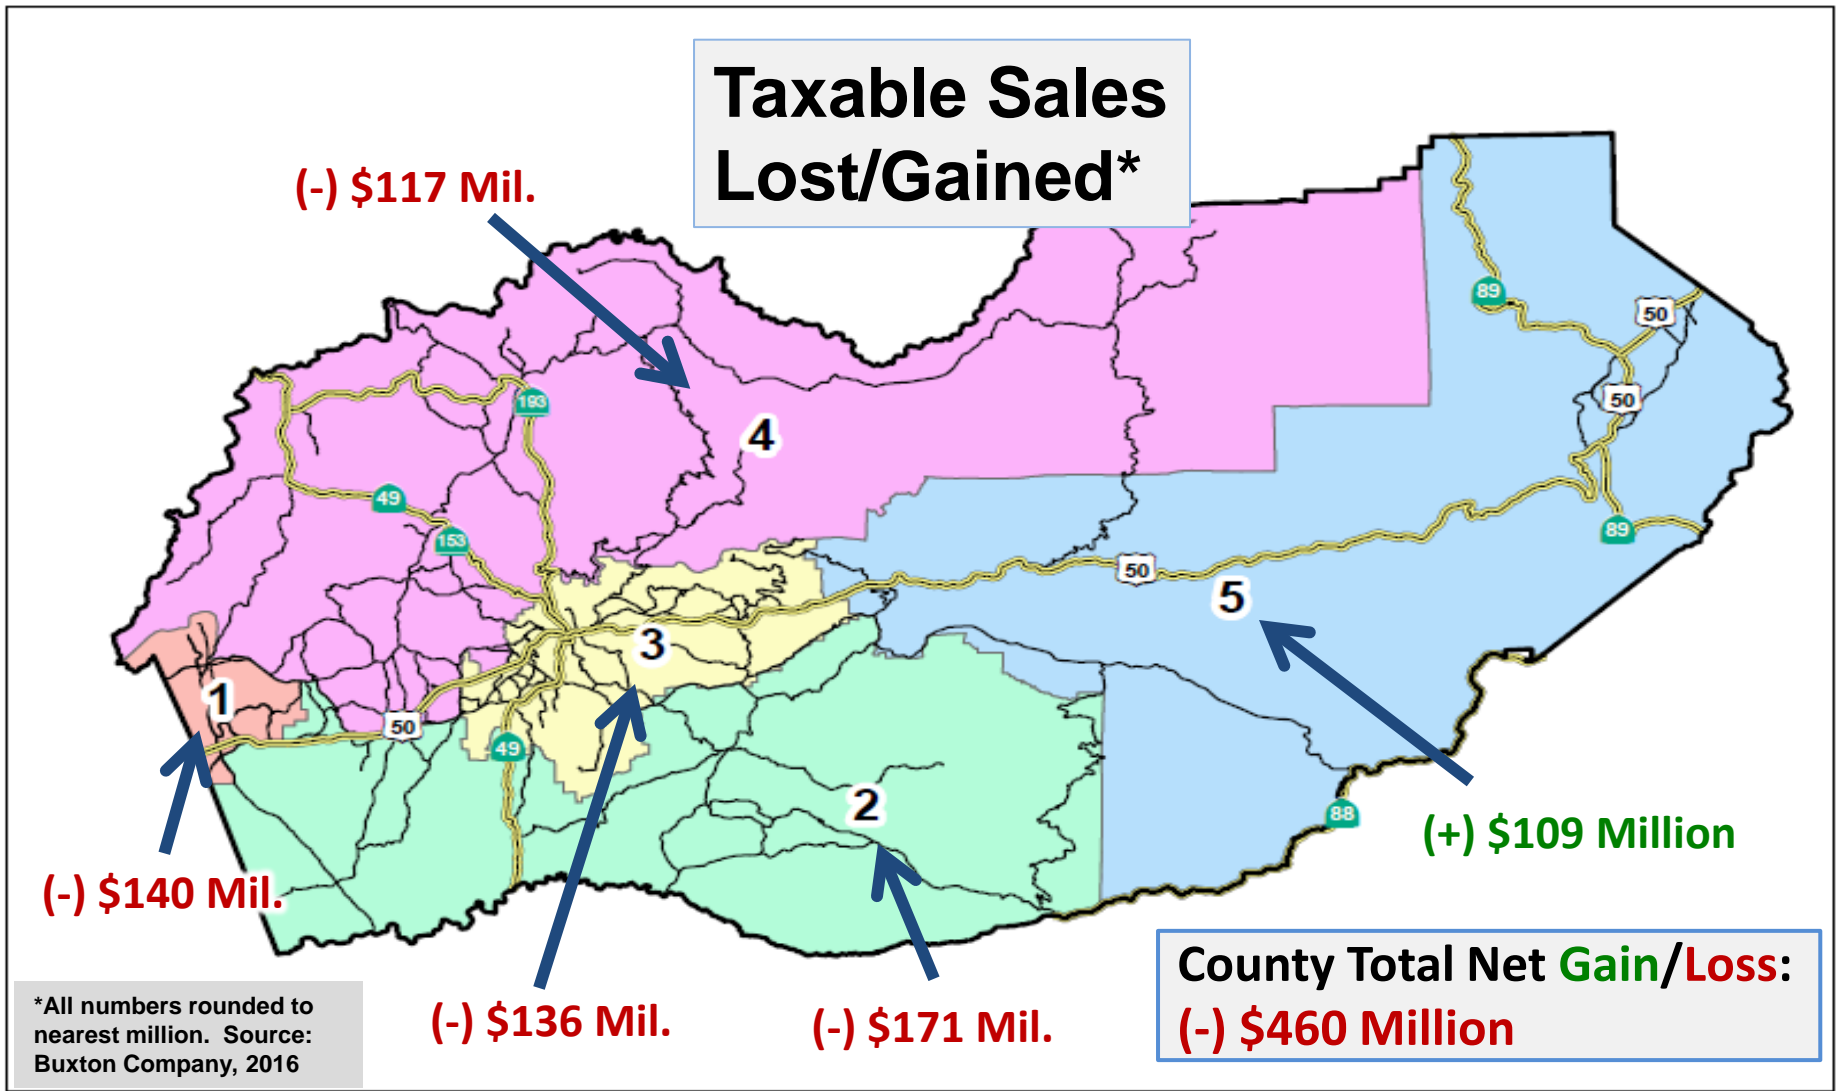 Taxable Sales
Lost/Gained*
(-) $117 Mil.
89
50
50
193
4
49
153
89
50
5
3
1
50
49
2
88
(+) $109 Million
(-) $140 Mil.
County Total Net Gain/Loss:
(-) $460 Million
(-) $136 Mil.
(-) $171 Mil.
*All numbers rounded to
nearest million.  Source:
Buxton Company, 2016